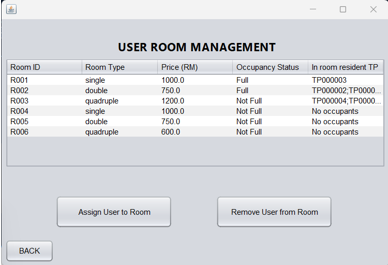 USER ROOM MANAGEMENT
Room ID Room Type Price (RM) Occupancy Status In room resident TP
R001 single 1000.0 Full TP000003
R002 double 750.0 Full TP000002;TP0000...
R003 quadruple 1200.0 Not Full TP000004;TP0000...
R004 single 1000.0 Not Full No occupants
R005 double 750.0 Not Full No occupants
R006 quadruple 600.0 Not Full No occupants
Assign User to Room Remove User from Room
BACK